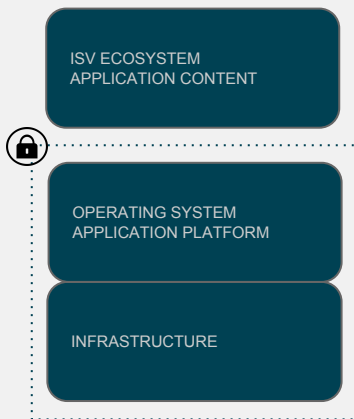 ISV ECOSYSTEM
APPLICATION CONTENT
OPERATING SYSTEM
APPLICATION PLATFORM
INFRASTRUCTURE